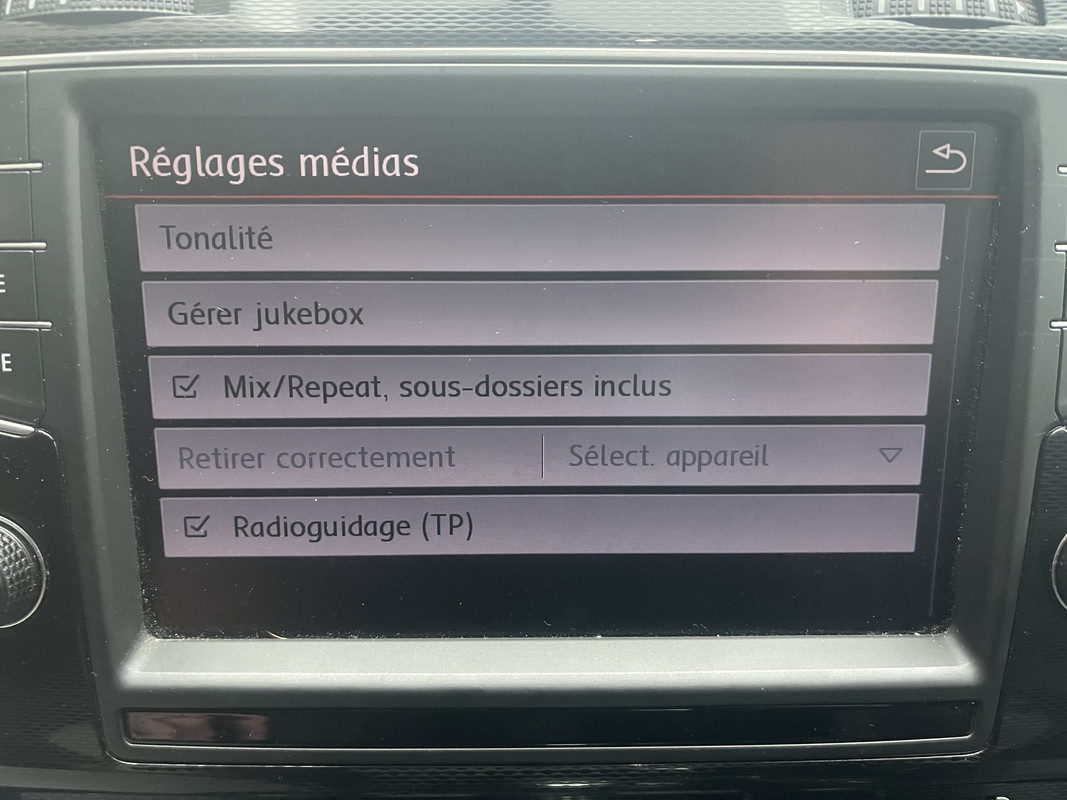 Réglages médias
Tonalité
Gérer jukebox
Mix/Repeat, sous-dossiers inclus
Retirer correctement Sélect. appareil
Radioguidage (TP)